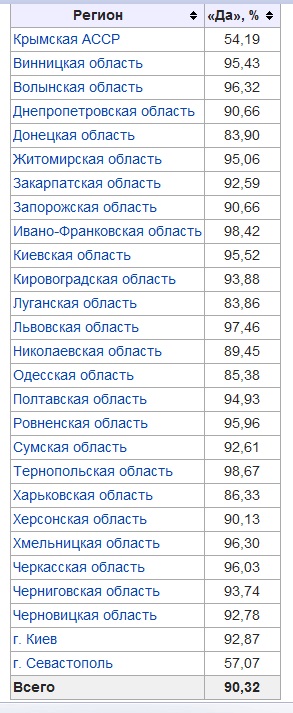 Регион «Да», %
Крымская АССР 54,19
Винницкая область 95,43
Волынская область 96,32
Днепропетровская область 90,66
Донецкая область 83,90
Житомирская область 95,06
Закарпатская область 92,59
Запорожская область 90,66
Ивано-Франковская область 98,42
Киевская область 95,52
Кировоградская область 93,88
Луганская область 83,86
Львовская область 97,46
Николаевская область 89,45
Одесская область 85,38
Полтавская область 94,93
Ровненская область 95,96
Сумская область 92,61
Тернопольская область 98,67
Харьковская область 86,33
Херсонская область 90,13
Хмельницкая область 96,30
Черкасская область 96,03
Черниговская область 93,74
Черновицкая область 92,78
г. Киев 92,87
г. Севастополь 57,07
Всего 90,32